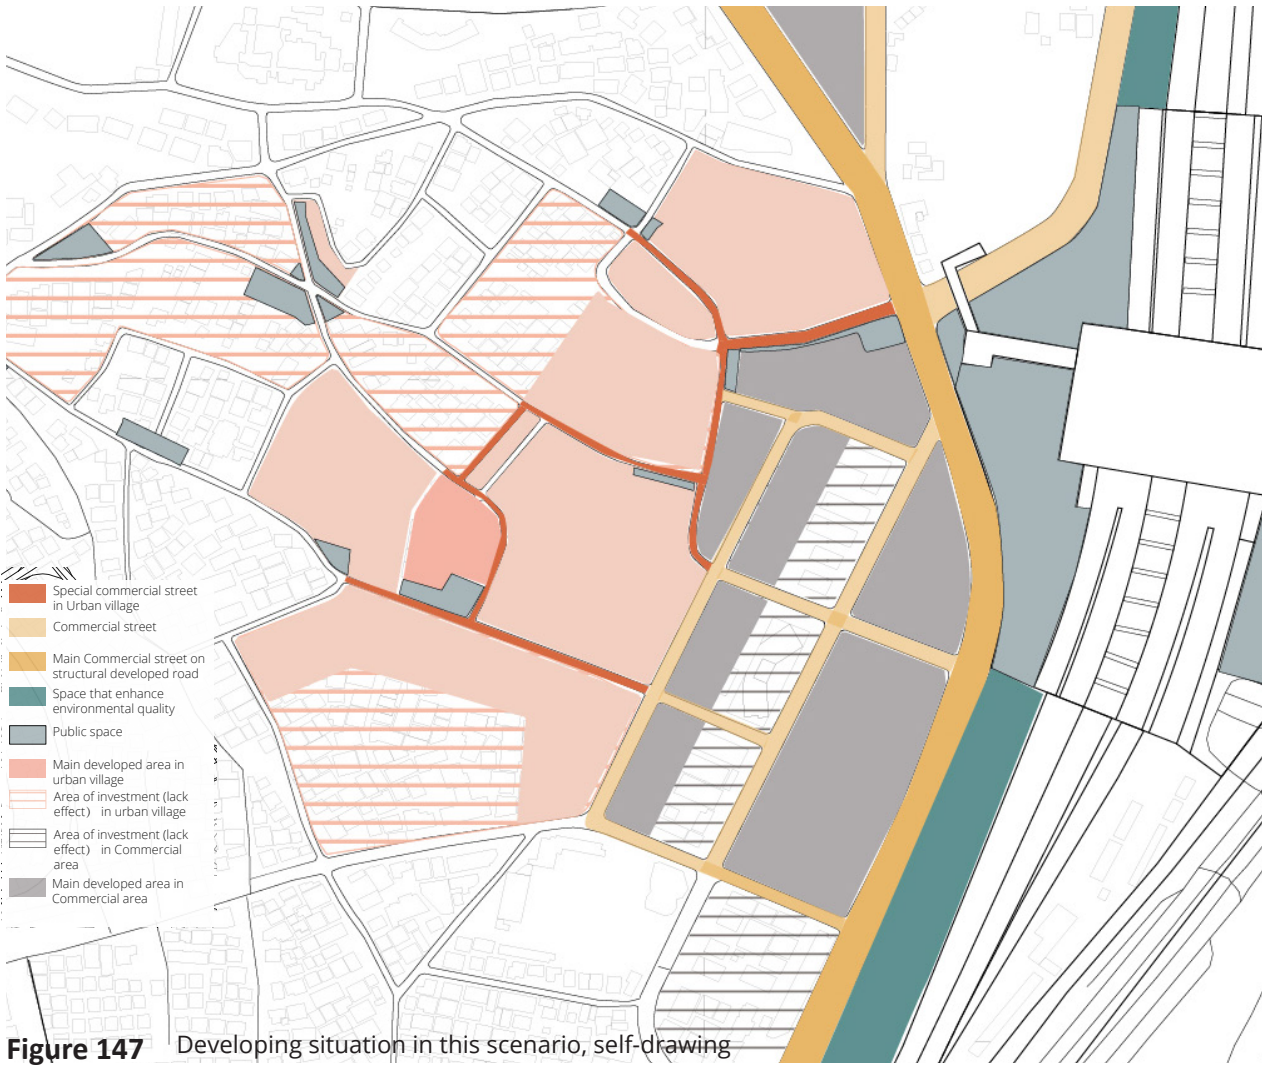 Special commercial street
in Urban village
Commercial street
Main Commercial street on
structural developed road
Space that enhance
environmental quality
Public space
Main developed area in
urban village
Area of investment (lack
effect) in urban village
Area of investment (lack
effect) in Commercial
area
Main developed area in
Commercial area
Figure 147 Developing situation in this scenario, self-drawing